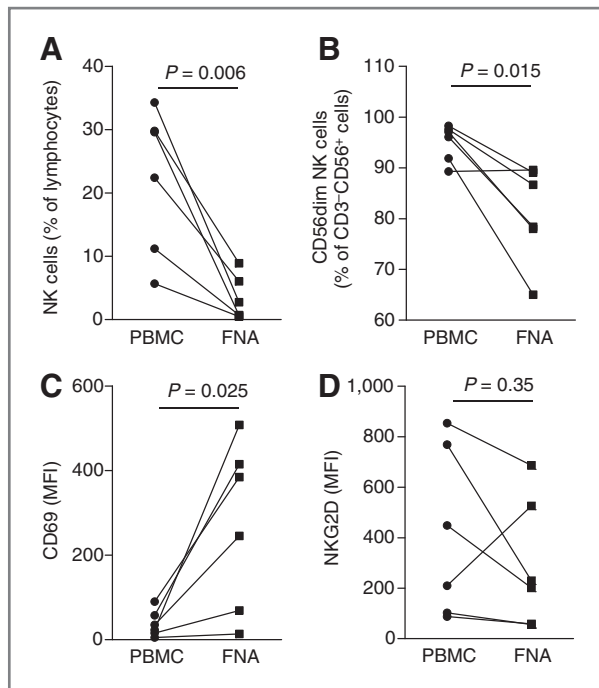 A
P = 0.006
NK cells (% of lymphocytes)
40
30
20
10
0
PBMC
FNA
B
P = 0.015
CD56dim NK cells
(% of CD3⁻CD56⁺ cells)
110
100
90
80
70
60
PBMC
FNA
C
P = 0.025
CD69 (MFI)
600
400
200
0
PBMC
FNA
D
P = 0.35
NKG2D (MFI)
1,000
800
600
400
200
0
PBMC
FNA